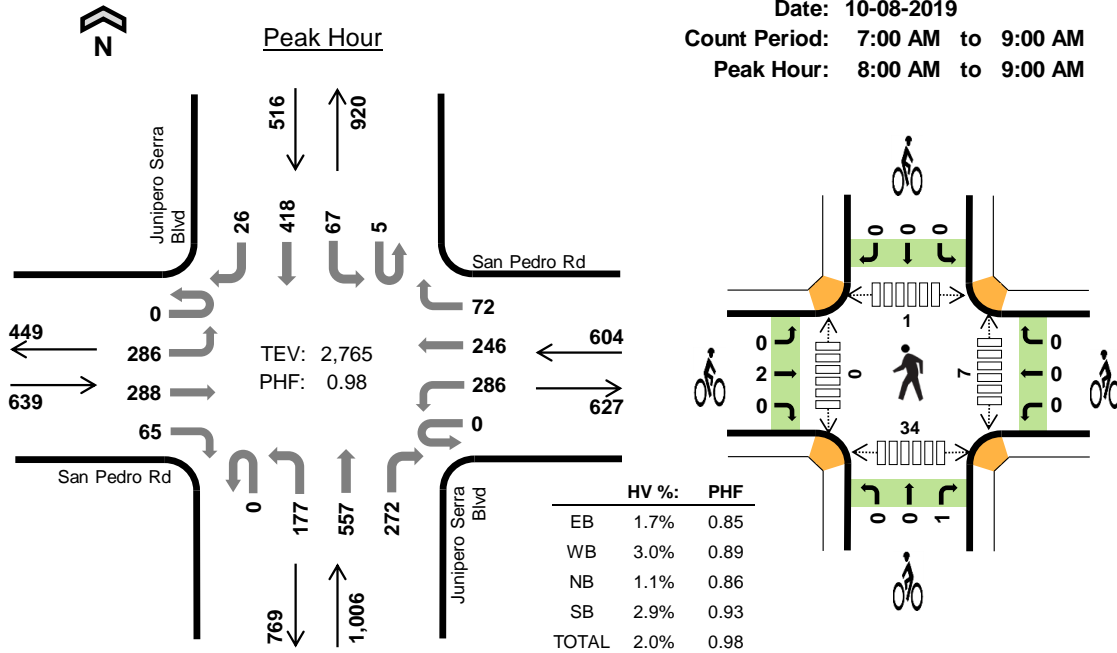 N
Peak Hour
Date: 10-08-2019
Count Period: 7:00 AM to 9:00 AM
Peak Hour: 8:00 AM to 9:00 AM
516
920
Junipero Serra
Blvd
26
418
67
5
San Pedro Rd
0
286
288
65
449
639
TEV: 2,765
PHF: 0.98
72
246
286
0
604
627
San Pedro Rd
0
177
557
272
Junipero Serra
Blvd
769
1,006
HV %: PHF
EB 1.7% 0.85
WB 3.0% 0.89
NB 1.1% 0.86
SB 2.9% 0.93
TOTAL 2.0% 0.98
0 0 0
1
0
2
0
0
7
0
0
0
34
0 0 1